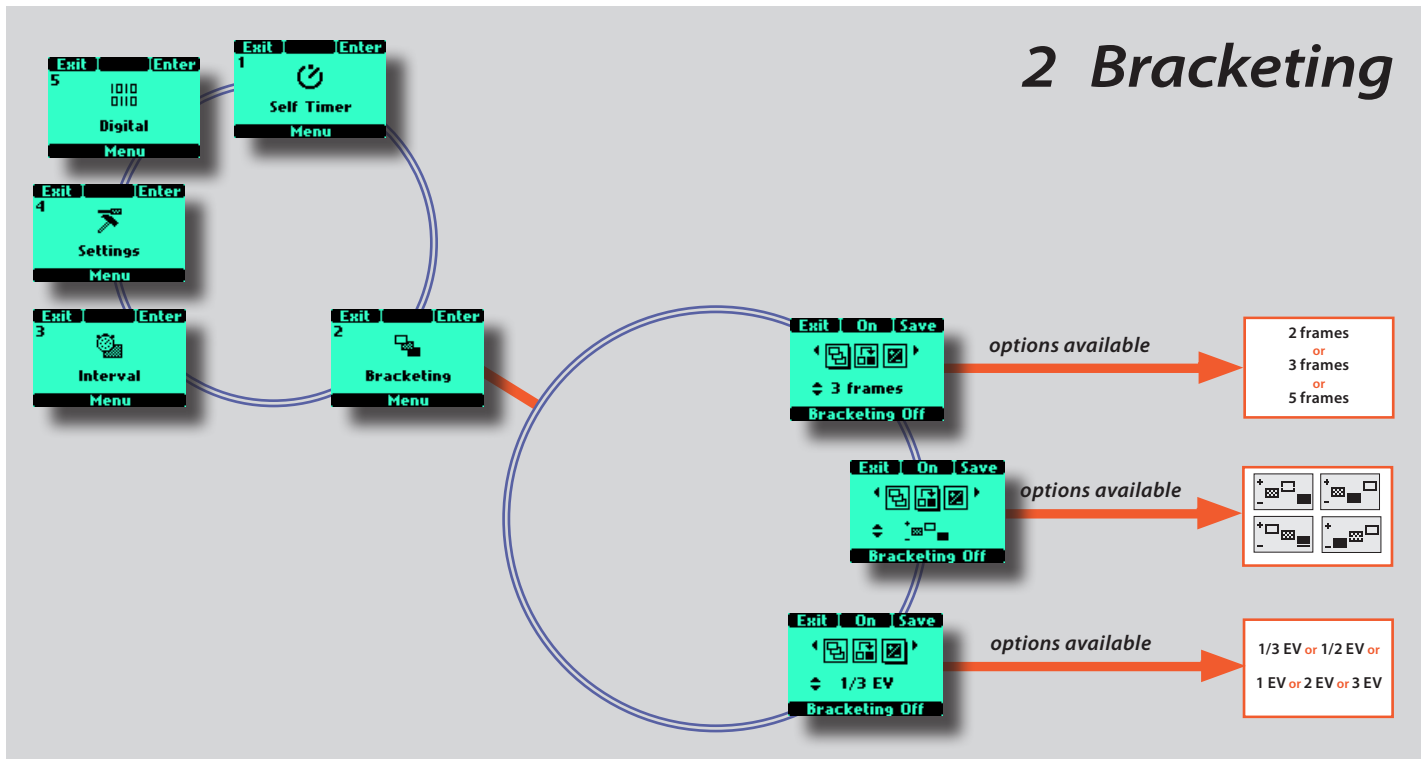 2 Bracketing
Exit Enter
1
Self Timer
Menu
Exit Enter
5
1010
0110
Digital
Menu
Exit Enter
4
Settings
Menu
Exit Enter
3
Interval
Menu
Exit Enter
2
Bracketing
Menu
Exit On Save
3 frames
Bracketing Off
options available
2 frames
or
3 frames
or
5 frames
Exit On Save
+
-
Bracketing Off
options available
+
-
+
-
+
-
+
-
Exit On Save
1/3 EV
Bracketing Off
options available
1/3 EV or 1/2 EV or
1 EV or 2 EV or 3 EV